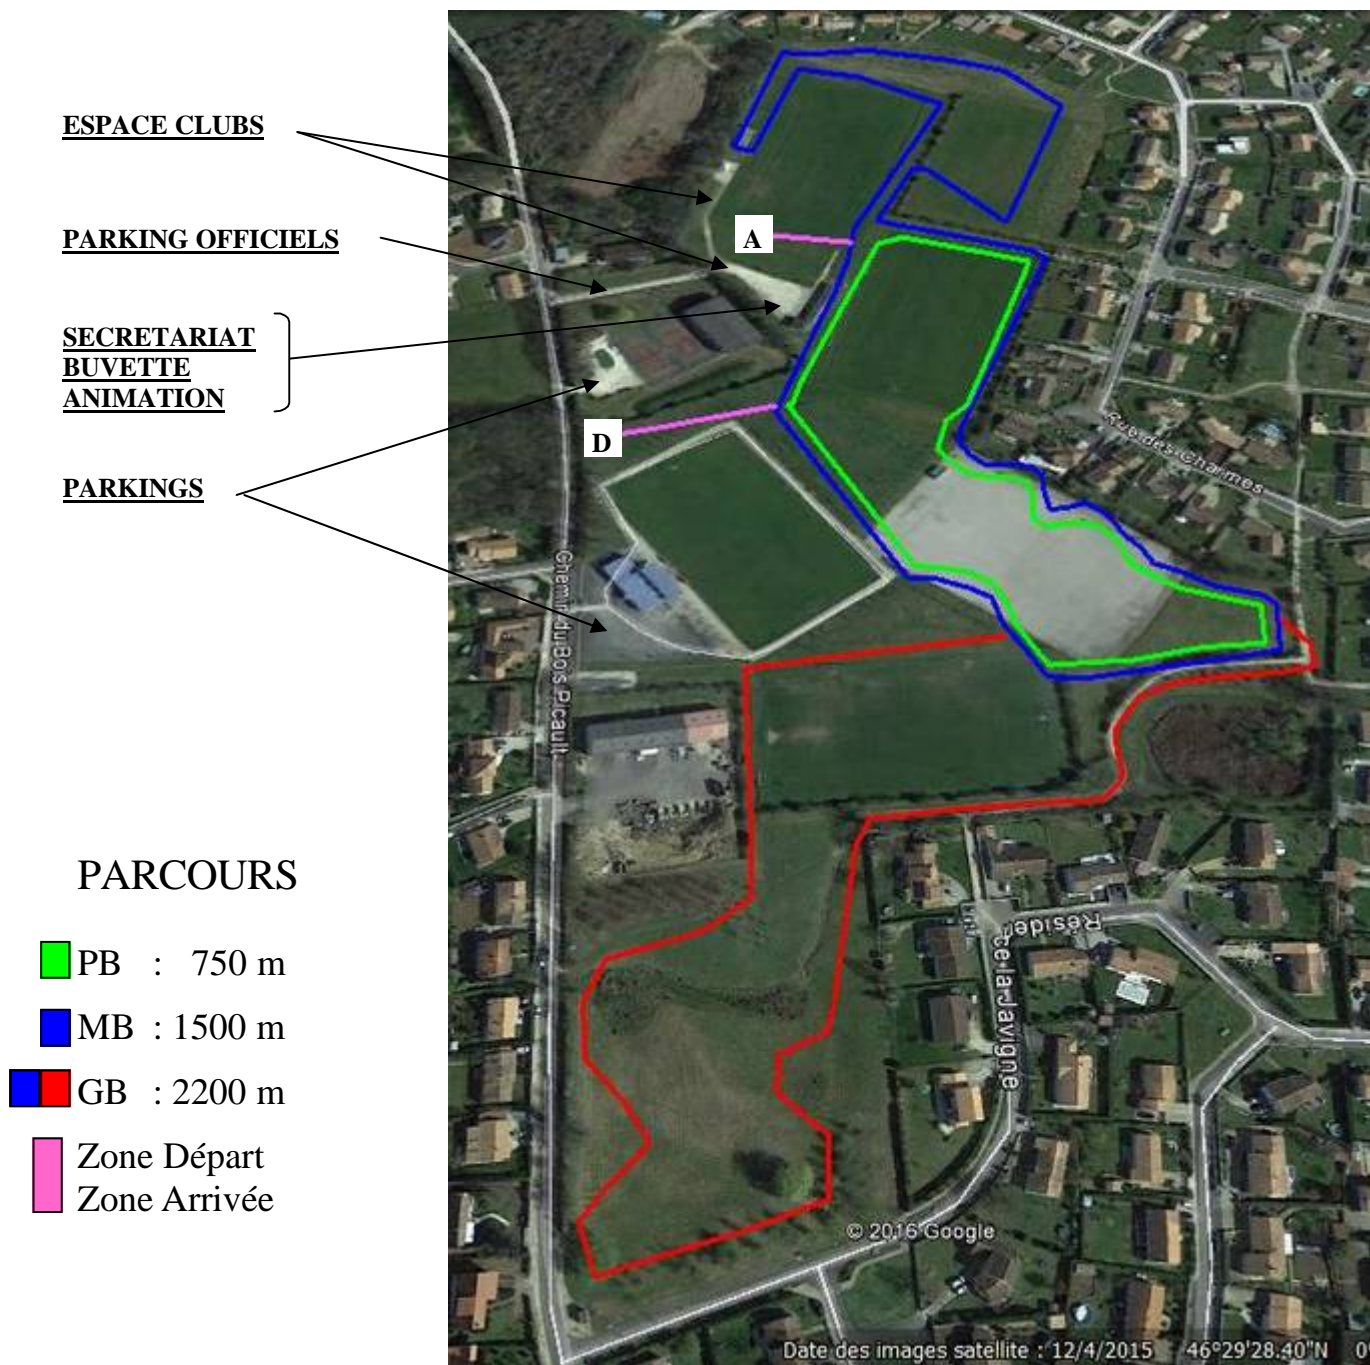 ESPACE CLUBS
PARKING OFFICIELS
SECRETARIAT
BUVETTE
ANIMATION
PARKINGS
A
D
Rue des Charmes
Chemin du Bois Picault
Résidence la Javigne
PARCOURS
PB : 750 m
MB : 1500 m
GB : 2200 m
Zone Départ
Zone Arrivée
© 2016 Google
Date des images satellite : 12/4/2015 46°29'28.40"N